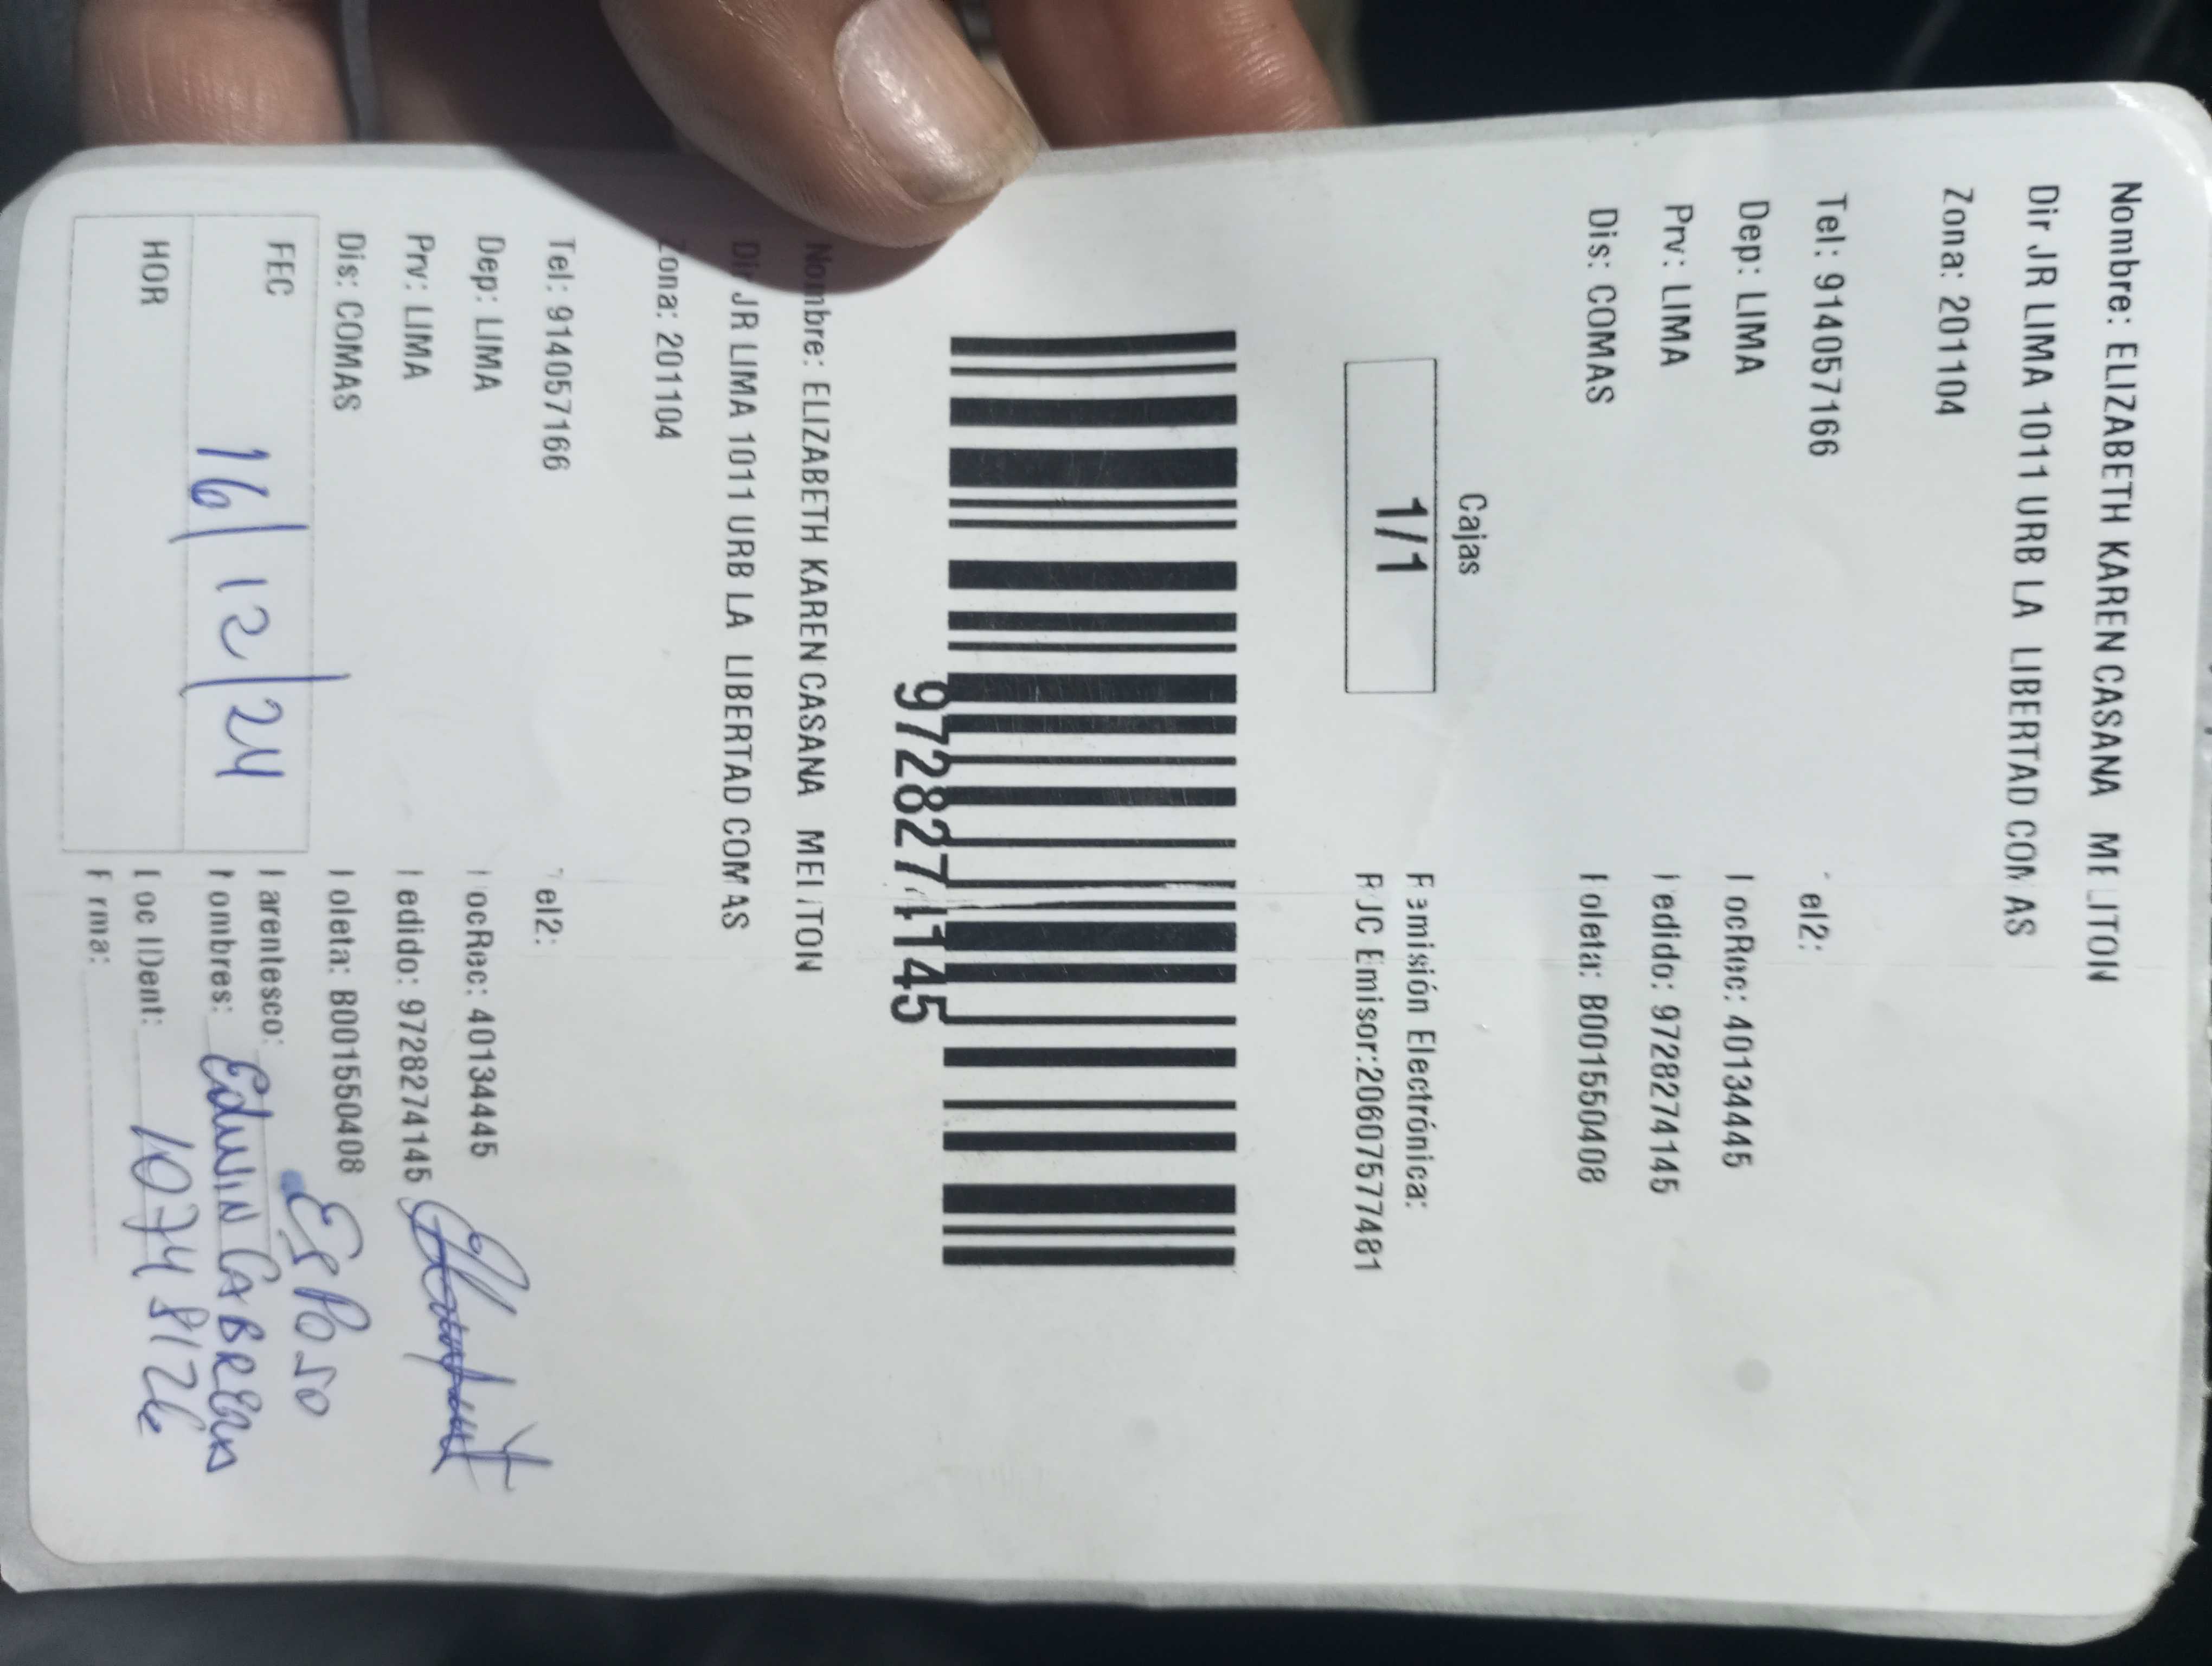 Nombre: ELIZABETH KAREN CASANA MELITON
Dir JR LIMA 1011 URB LA LIBERTAD COMAS
Zona: 201104
Tel: 914057166 Tel2:
Dep: LIMA DocRec: 40134445
Prv: LIMA Pedido: 9728274145
Dis: COMAS Boleta: B001550408
Cajas
1/1
Emisión Electrónica:
RUC Emisor:20607577481
9728274145
Nombre: ELIZABETH KAREN CASANA MELITON
Dir JR LIMA 1011 URB LA LIBERTAD COMAS
Zona: 201104
Tel: 914057166 Tel2:
Dep: LIMA DocRec: 40134445
Prv: LIMA Pedido: 9728274145
Dis: COMAS Boleta: B001550408
FEC 16/12/24
HOR
Parentesco: Esposo
Nombres: Edwin CABRERA
Doc IDent: 10748126
Firma: